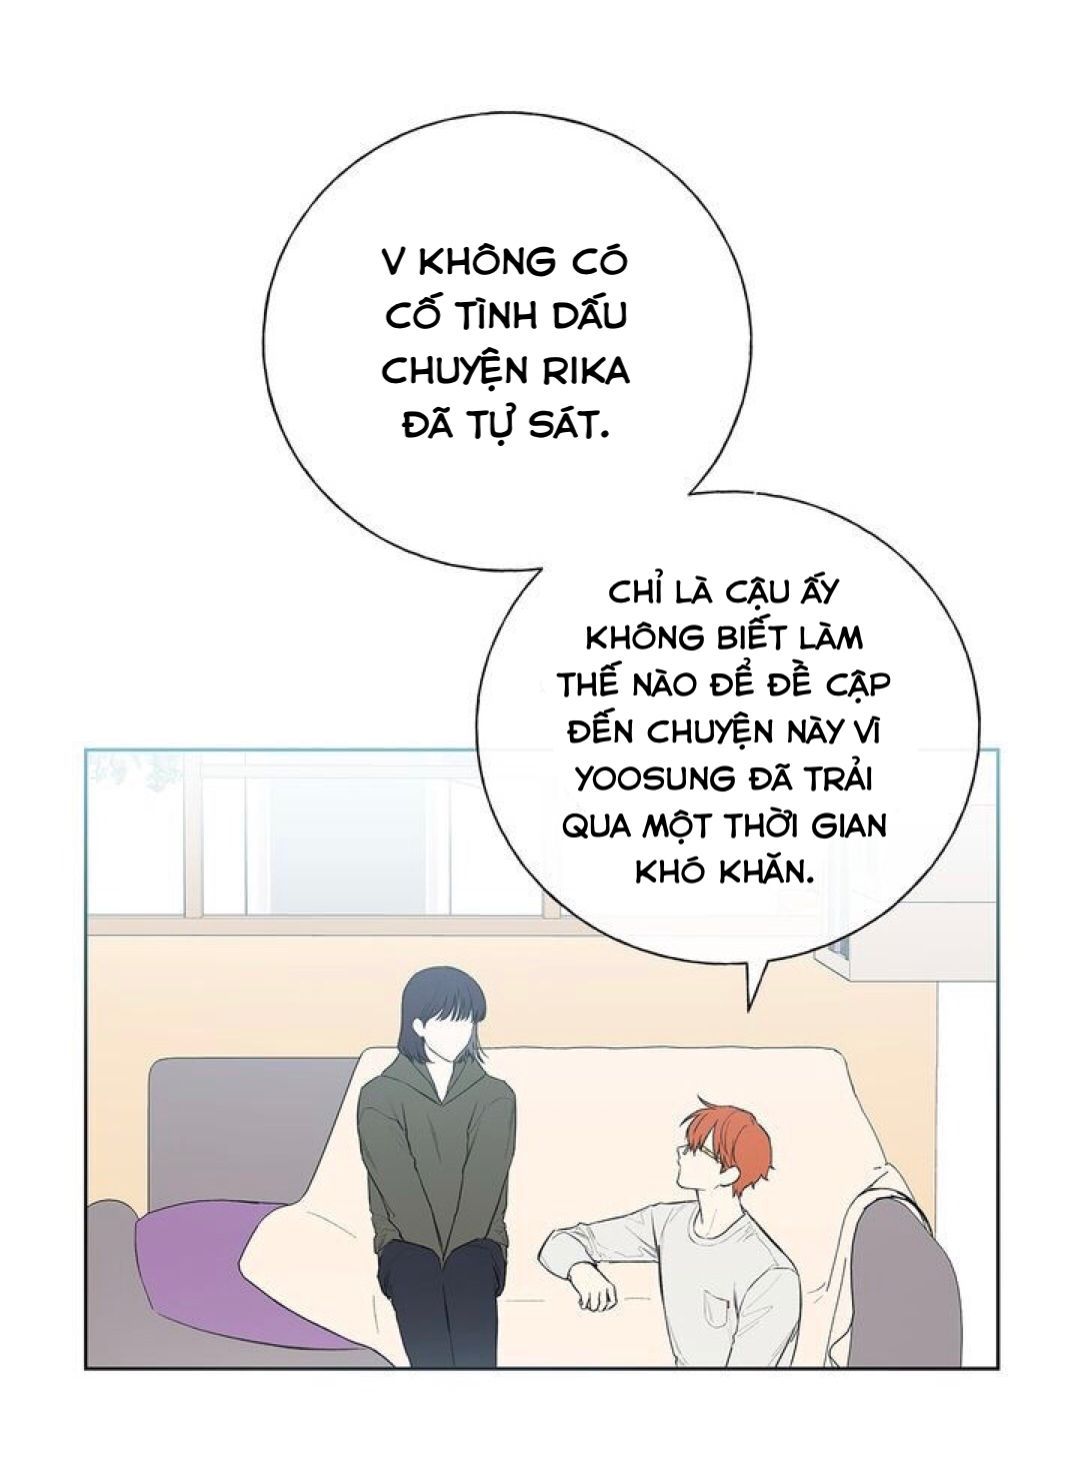 V KHÔNG CÓ
CỐ TÌNH DẤU
CHUYỆN RIKA
ĐÃ TỰ SÁT.
CHỈ LÀ CẬU ẤY
KHÔNG BIẾT LÀM
THẾ NÀO ĐỂ ĐỀ CẬP
ĐẾN CHUYỆN NÀY VÌ
YOOSUNG ĐÃ TRẢI
QUA MỘT THỜI GIAN
KHÓ KHĂN.